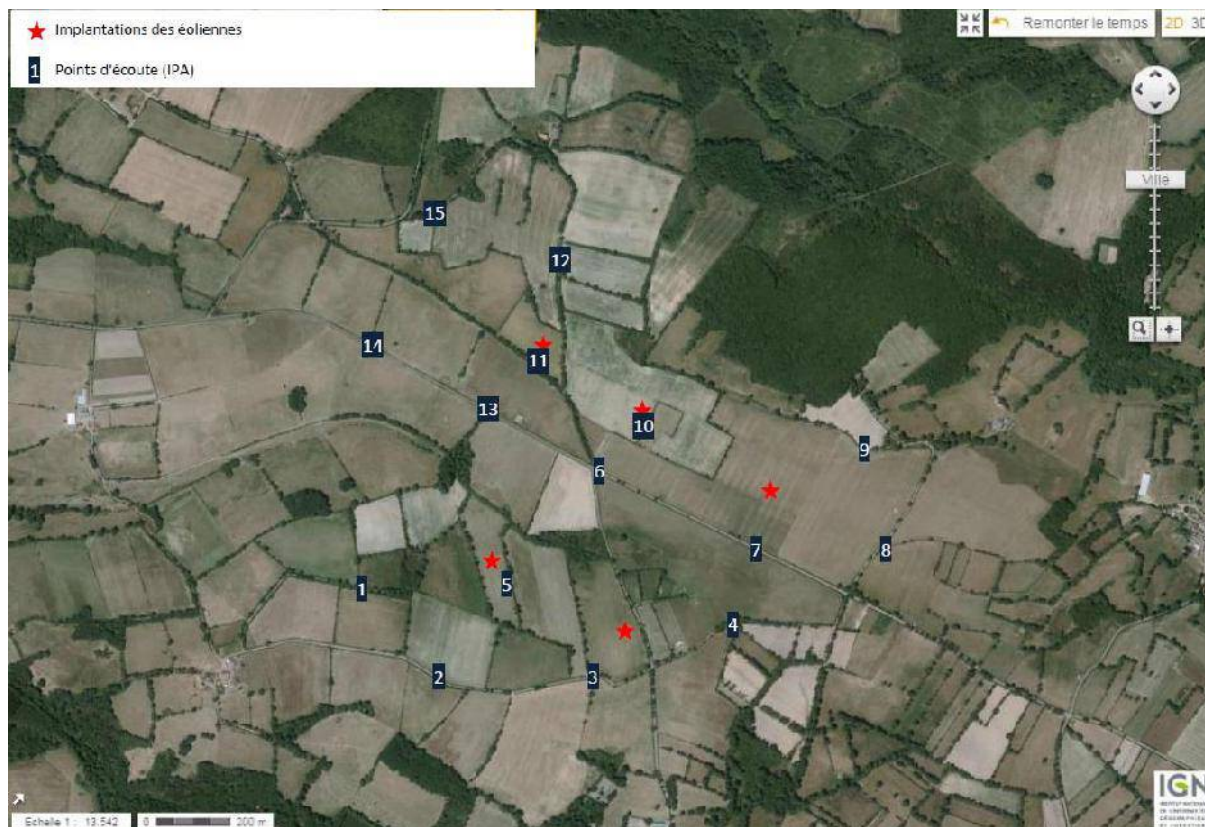 Implantations des éoliennes
1 Points d'écoute (IPA)
Remonter le temps 2D 3D
Ville
15
12
14
11
13
10
9
6
7
8
5
1
4
2
3
IGN
Echelle 1 : 13,542 0 200 m